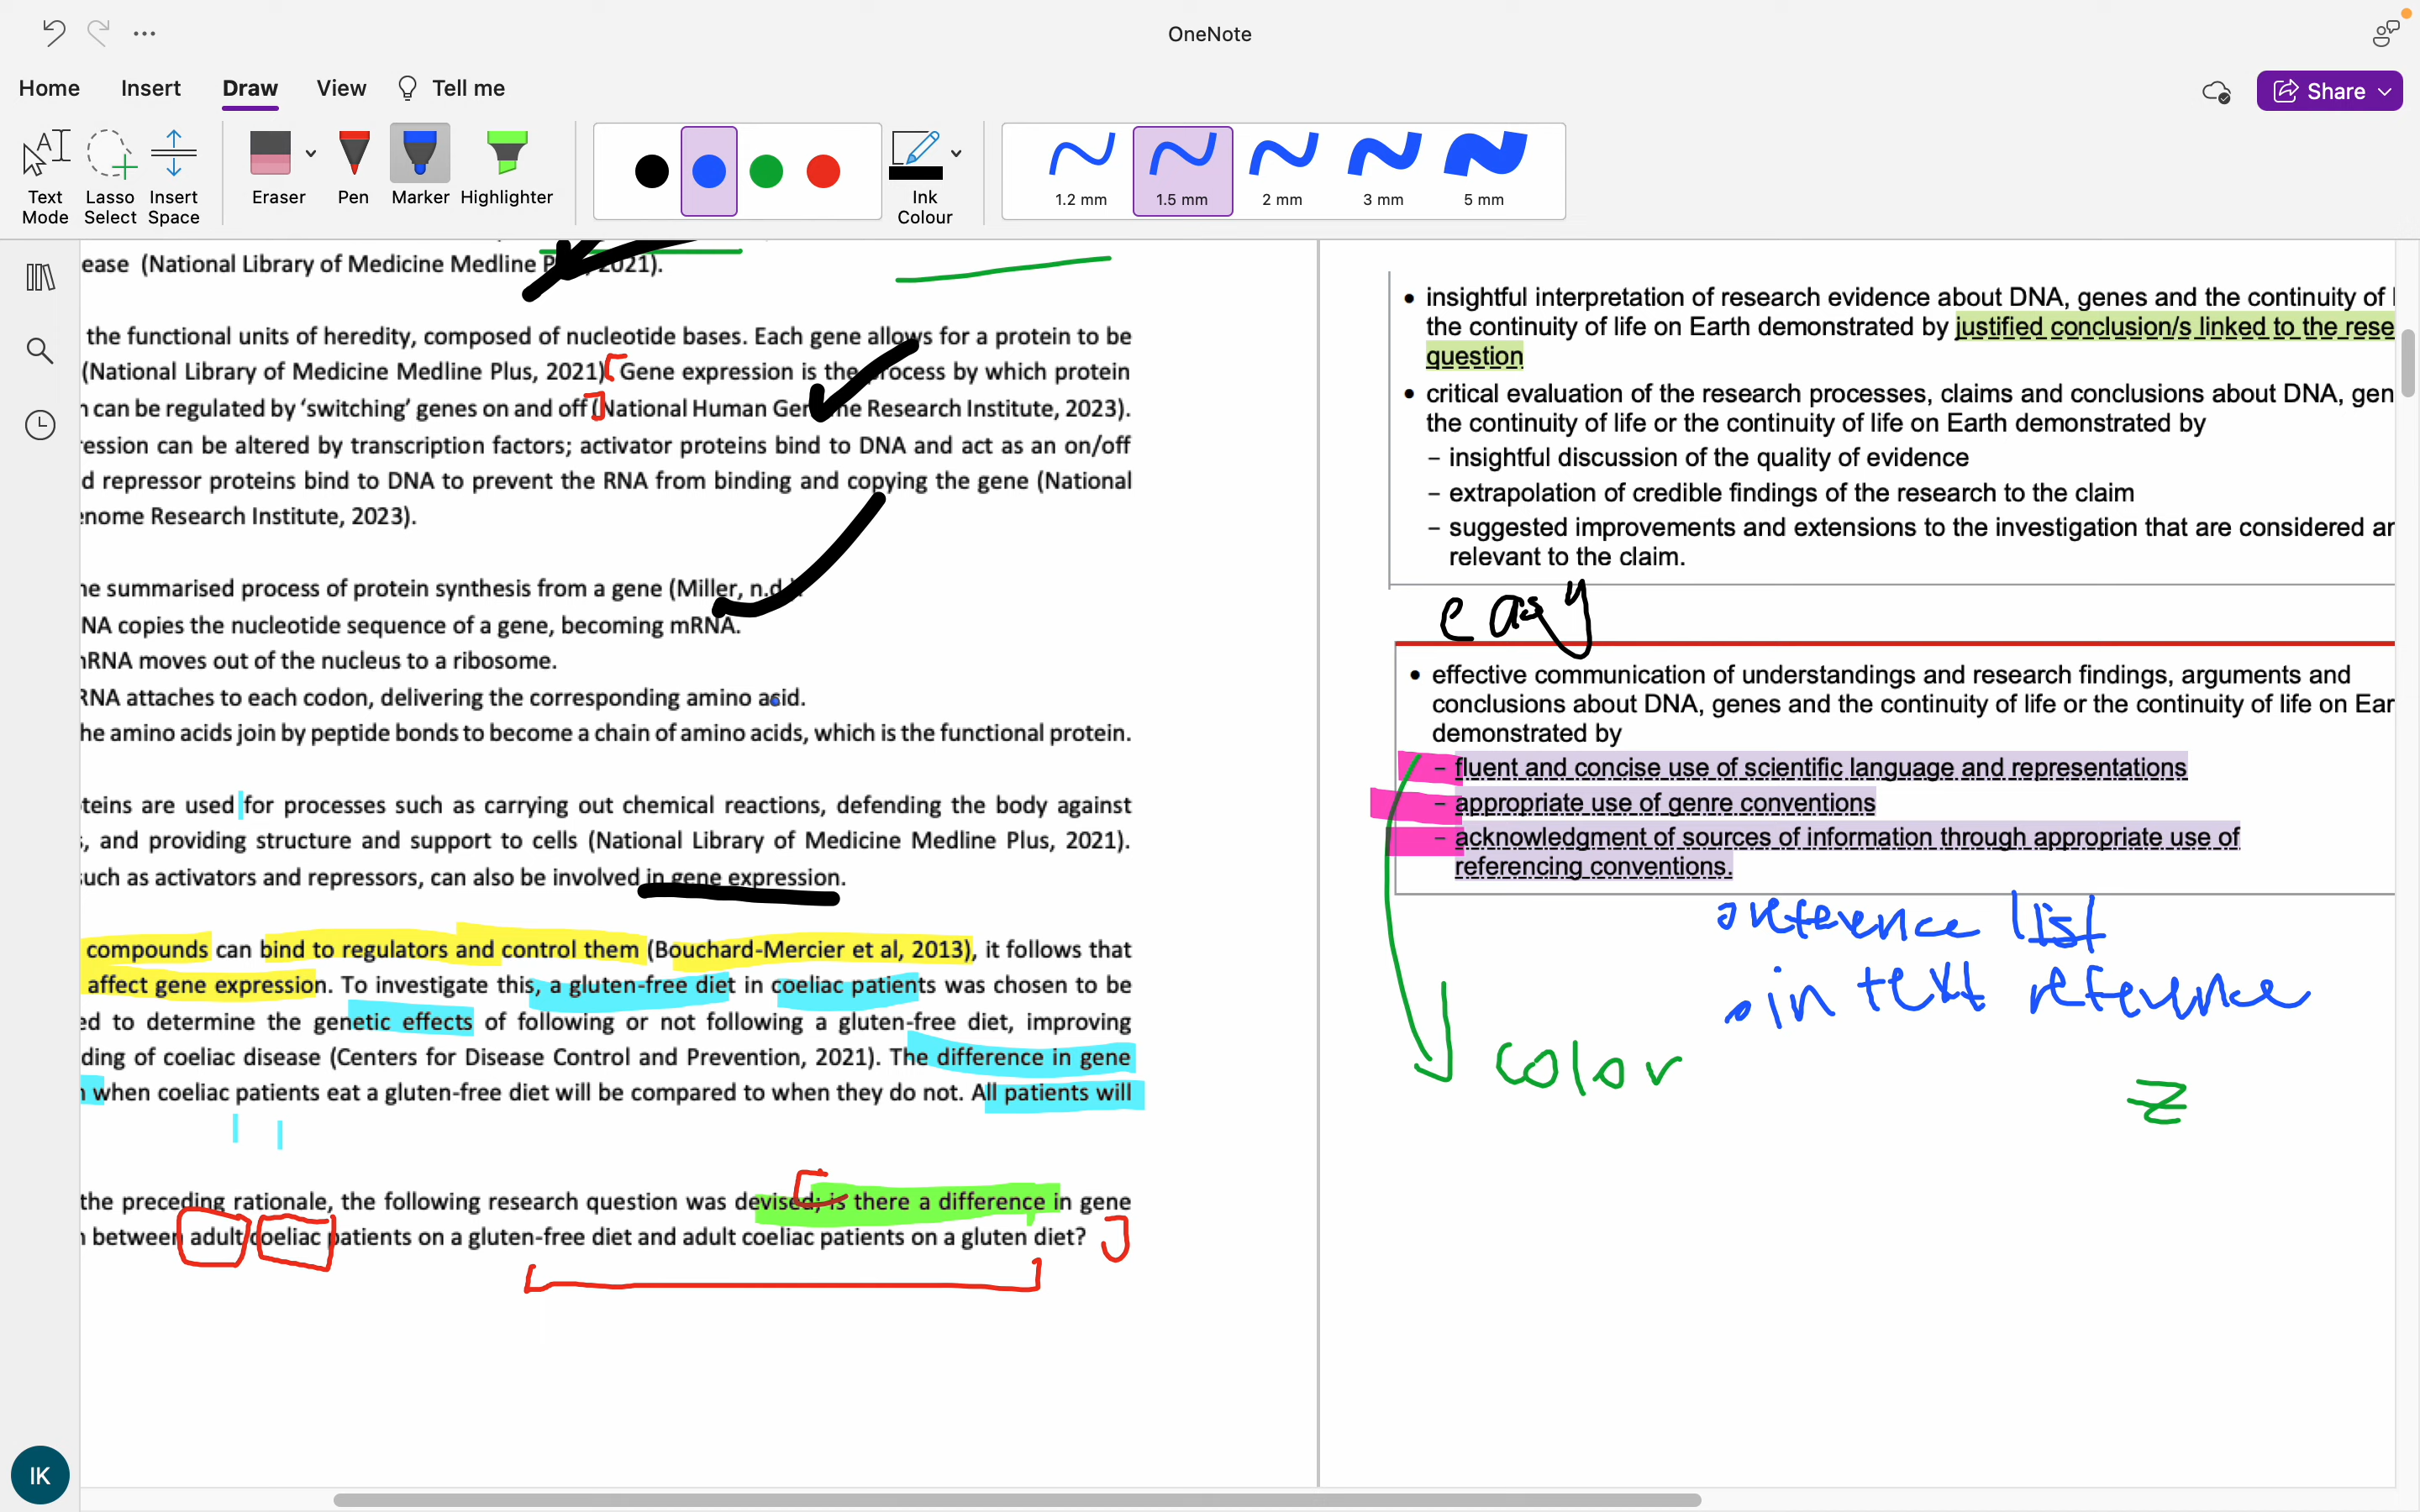 OneNote
Home Insert Draw View Tell me
Share
Text Mode
Lasso Select
Insert Space
Eraser
Pen
Marker
Highlighter
Ink Colour
1.2 mm
1.5 mm
2 mm
3 mm
5 mm
ease (National Library of Medicine Medline P , 2021).
the functional units of heredity, composed of nucleotide bases. Each gene allows for a protein to be
(National Library of Medicine Medline Plus, 2021). Gene expression is the process by which protein
n can be regulated by ‘switching’ genes on and off (National Human Genome Research Institute, 2023).
ession can be altered by transcription factors; activator proteins bind to DNA and act as an on/off
d repressor proteins bind to DNA to prevent the RNA from binding and copying the gene (National
enome Research Institute, 2023).
he summarised process of protein synthesis from a gene (Miller, n.d.).
NA copies the nucleotide sequence of a gene, becoming mRNA.
nRNA moves out of the nucleus to a ribosome.
RNA attaches to each codon, delivering the corresponding amino acid.
he amino acids join by peptide bonds to become a chain of amino acids, which is the functional protein.
teins are used for processes such as carrying out chemical reactions, defending the body against
s, and providing structure and support to cells (National Library of Medicine Medline Plus, 2021).
such as activators and repressors, can also be involved in gene expression.
compounds can bind to regulators and control them (Bouchard-Mercier et al, 2013), it follows that
affect gene expression. To investigate this, a gluten-free diet in coeliac patients was chosen to be
ed to determine the genetic effects of following or not following a gluten-free diet, improving
ding of coeliac disease (Centers for Disease Control and Prevention, 2021). The difference in gene
n when coeliac patients eat a gluten-free diet will be compared to when they do not. All patients will
the preceding rationale, the following research question was devised; is there a difference in gene
n between adult coeliac patients on a gluten-free diet and adult coeliac patients on a gluten diet?
• insightful interpretation of research evidence about DNA, genes and the continuity of l
the continuity of life on Earth demonstrated by justified conclusion/s linked to the rese
question
• critical evaluation of the research processes, claims and conclusions about DNA, gen
the continuity of life or the continuity of life on Earth demonstrated by
– insightful discussion of the quality of evidence
– extrapolation of credible findings of the research to the claim
– suggested improvements and extensions to the investigation that are considered ar
relevant to the claim.
easy
• effective communication of understandings and research findings, arguments and
conclusions about DNA, genes and the continuity of life or the continuity of life on Ear
demonstrated by
– fluent and concise use of scientific language and representations
– appropriate use of genre conventions
– acknowledgment of sources of information through appropriate use of
referencing conventions.
reference list
in text reference
color
IK